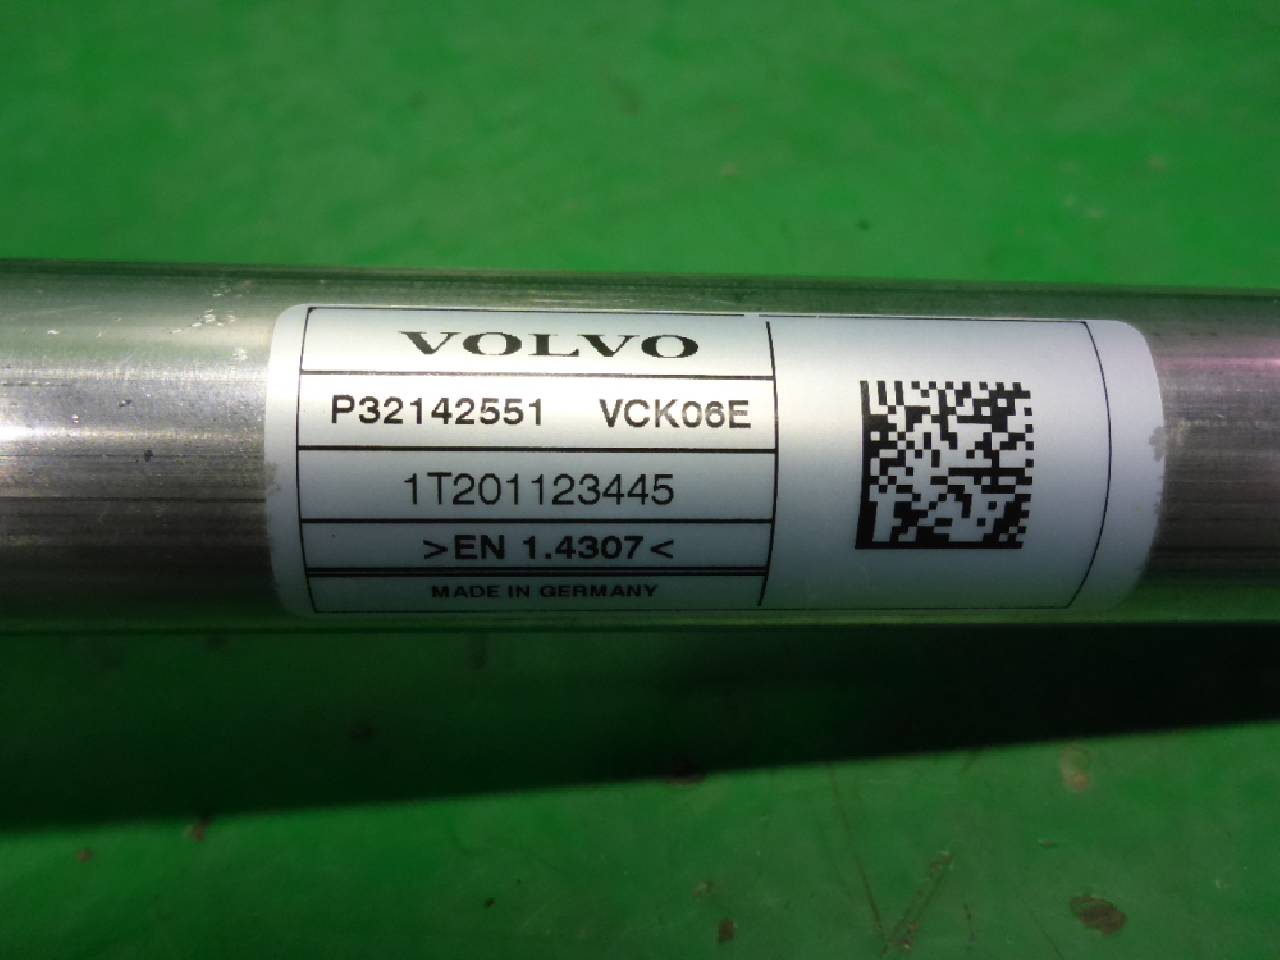 VOLVO
P32142551 VCK06E
1T201123445
>EN 1.4307<
MADE IN GERMANY